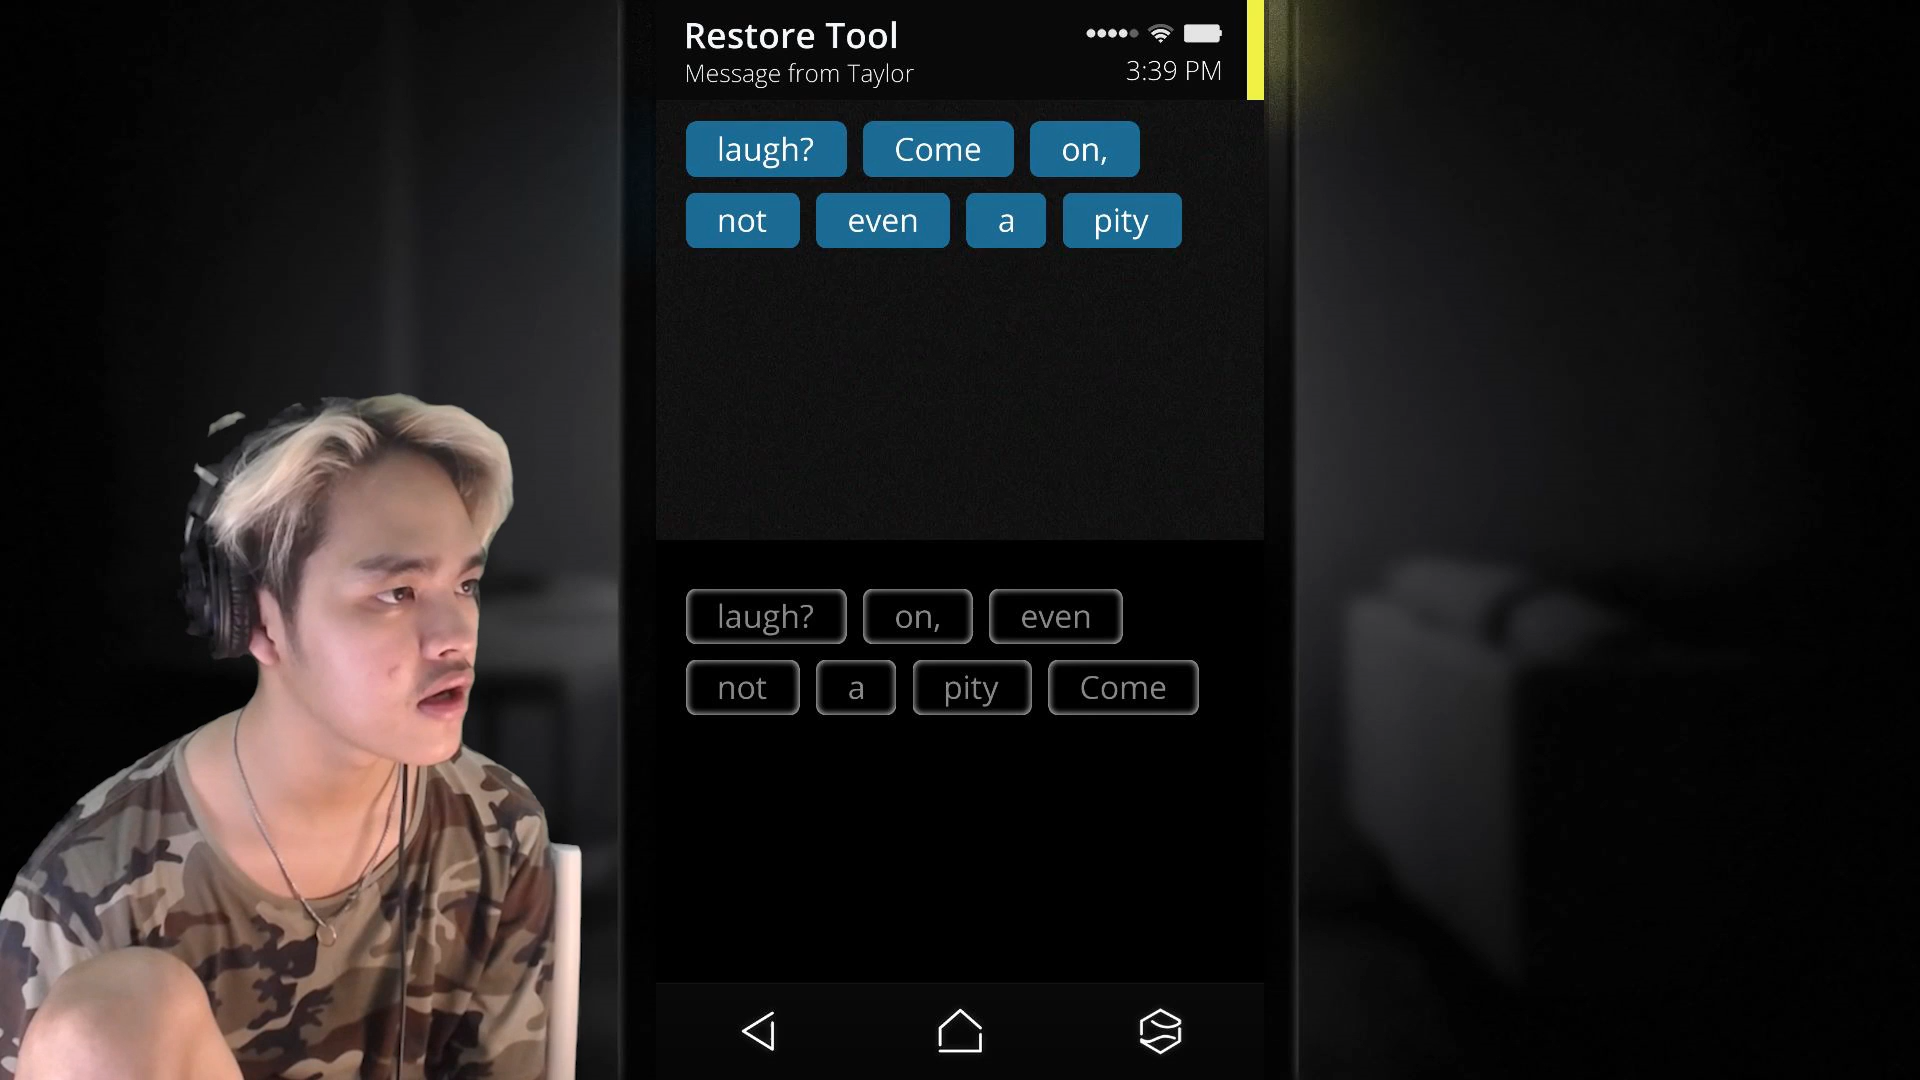 Restore Tool
Message from Taylor
3:39 PM
laugh? Come on,
not even a pity
laugh? on, even
not a pity Come